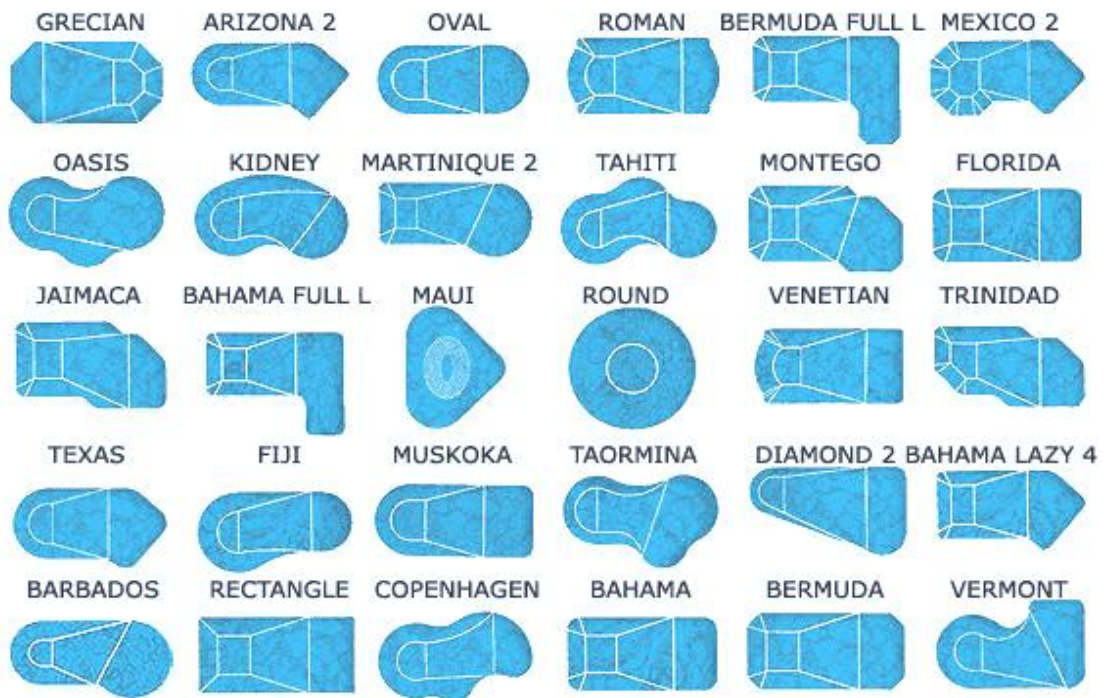 GRECIAN ARIZONA 2 OVAL ROMAN BERMUDA FULL L MEXICO 2
OASIS KIDNEY MARTINIQUE 2 TAHITI MONTEGO FLORIDA
JAIMACA BAHAMA FULL L MAUI ROUND VENETIAN TRINIDAD
TEXAS FIJI MUSKOKA TAORMINA DIAMOND 2 BAHAMA LAZY 4
BARBADOS RECTANGLE COPENHAGEN BAHAMA BERMUDA VERMONT